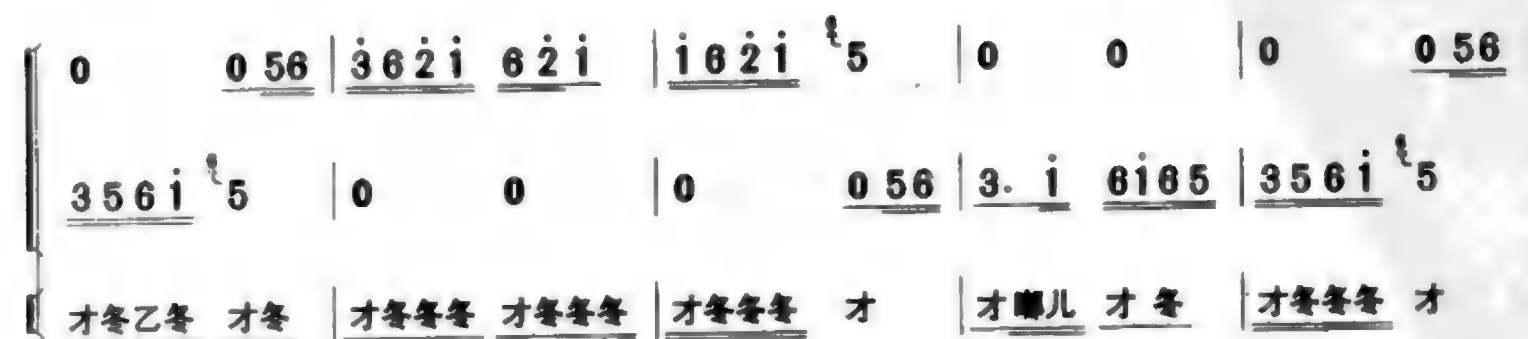 0 0 56 | 3̇ 6 2̇ 1̇ 6 2̇ 1̇ | 1̇ 6 2̇ 1̇ 5 | 0 0 | 0 0 56
3 5 6 1̇ 5 | 0 0 | 0 0 56 | 3. 1̇ 6 1̇ 6 5 | 3 5 6 1̇ 5
才冬乙冬 才冬 | 才冬冬冬 才冬冬冬 | 才冬冬冬 才 | 才嘟儿 才 冬 | 才冬冬冬 才